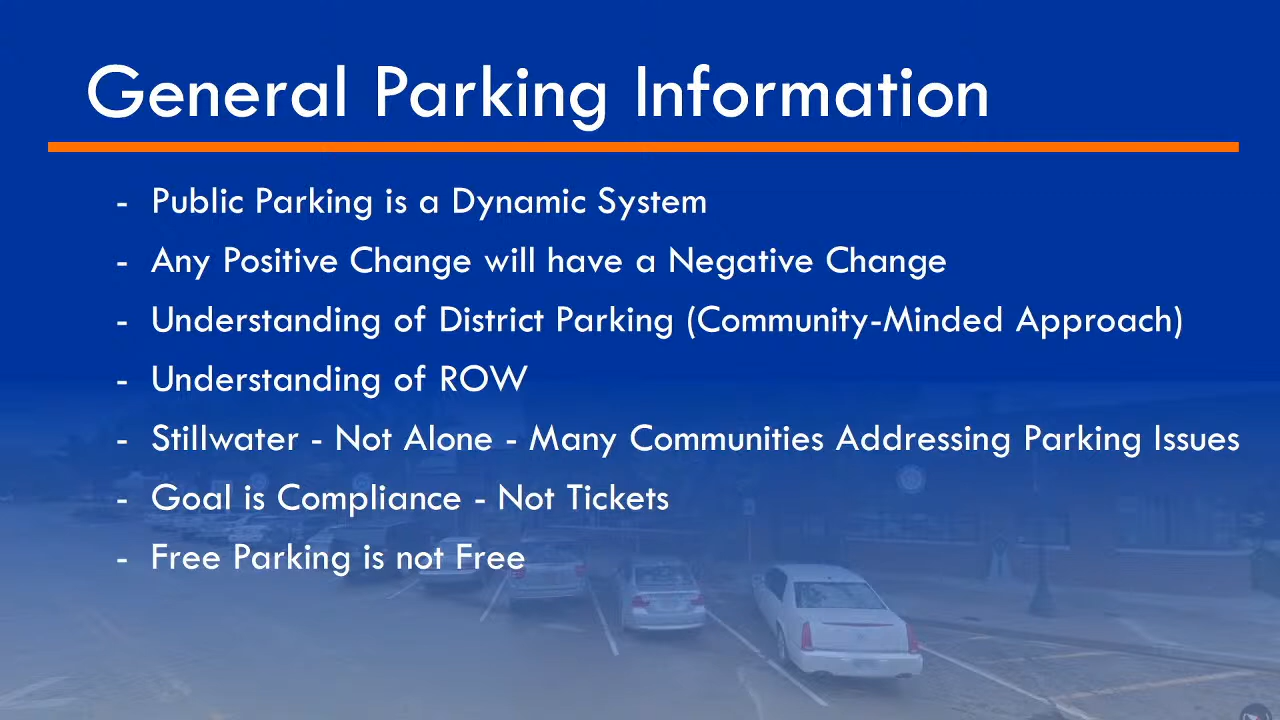 General Parking Information
- Public Parking is a Dynamic System
- Any Positive Change will have a Negative Change
- Understanding of District Parking (Community-Minded Approach)
- Understanding of ROW
- Stillwater - Not Alone - Many Communities Addressing Parking Issues
- Goal is Compliance - Not Tickets
- Free Parking is not Free